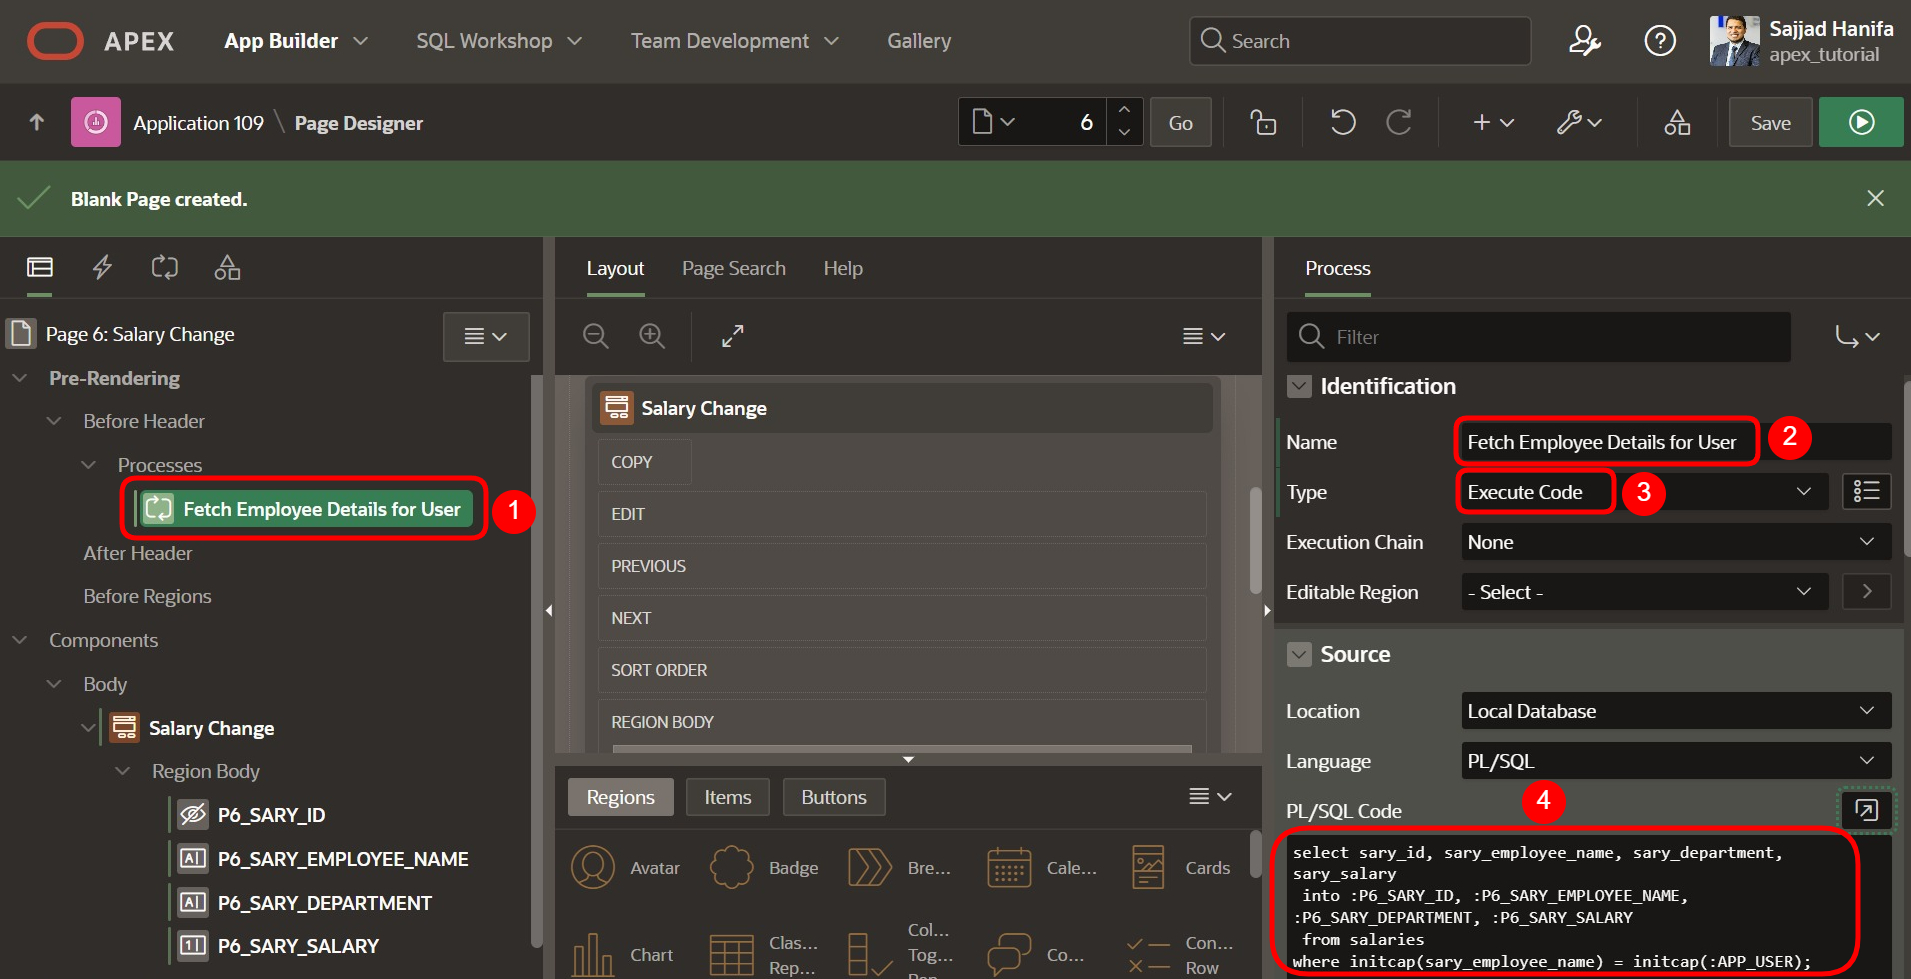 APEX
App Builder
SQL Workshop
Team Development
Gallery
Search
Sajjad Hanifa
apex_tutorial
Application 109 \ Page Designer
6
Go
Save
Blank Page created.
Page 6: Salary Change
Pre-Rendering
Before Header
Processes
Fetch Employee Details for User
1
After Header
Before Regions
Components
Body
Salary Change
Region Body
P6_SARY_ID
P6_SARY_EMPLOYEE_NAME
P6_SARY_DEPARTMENT
P6_SARY_SALARY
Layout
Page Search
Help
Salary Change
COPY
EDIT
PREVIOUS
NEXT
SORT ORDER
REGION BODY
Regions
Items
Buttons
Avatar
Badge
Bre...
Cale...
Cards
Chart
Clas...
Rep...
Col...
Tog...
Co...
Con...
Row
Process
Filter
Identification
Name
Fetch Employee Details for User
2
Type
Execute Code
3
Execution Chain
None
Editable Region
- Select -
Source
Location
Local Database
Language
PL/SQL
PL/SQL Code
4
select sary_id, sary_employee_name, sary_department,
sary_salary
into :P6_SARY_ID, :P6_SARY_EMPLOYEE_NAME,
:P6_SARY_DEPARTMENT, :P6_SARY_SALARY
from salaries
where initcap(sary_employee_name) = initcap(:APP_USER);